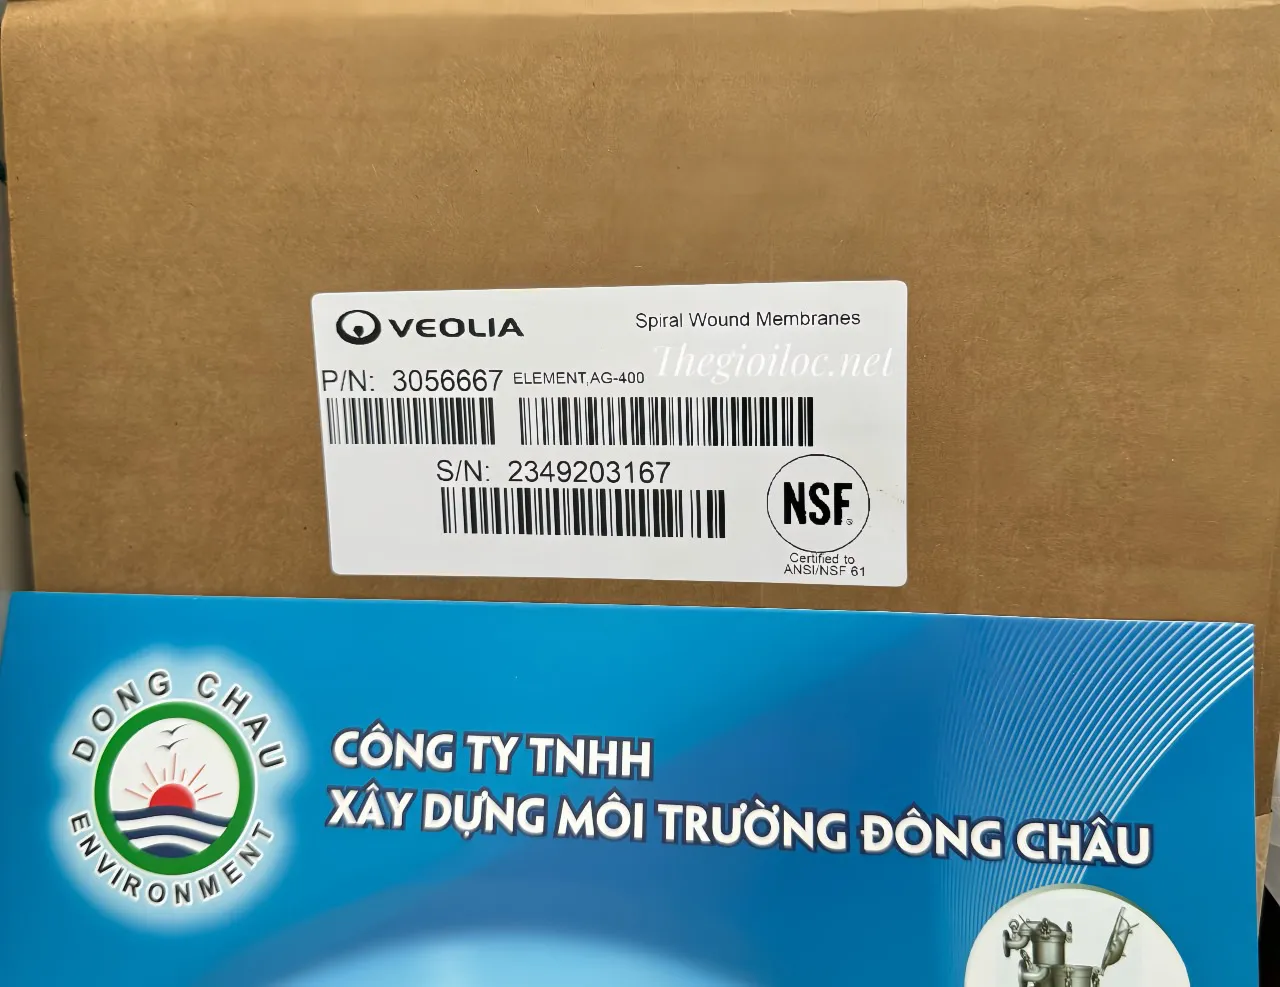 VEOLIA
Spiral Wound Membranes
Thegioiloc.net
P/N: 3056667 ELEMENT,AG-400
S/N: 2349203167
NSF®
Certified to
ANSI/NSF 61
DONG CHAU
ENVIRONMENT
CÔNG TY TNHH
XÂY DỰNG MÔI TRƯỜNG ĐÔNG CHÂU